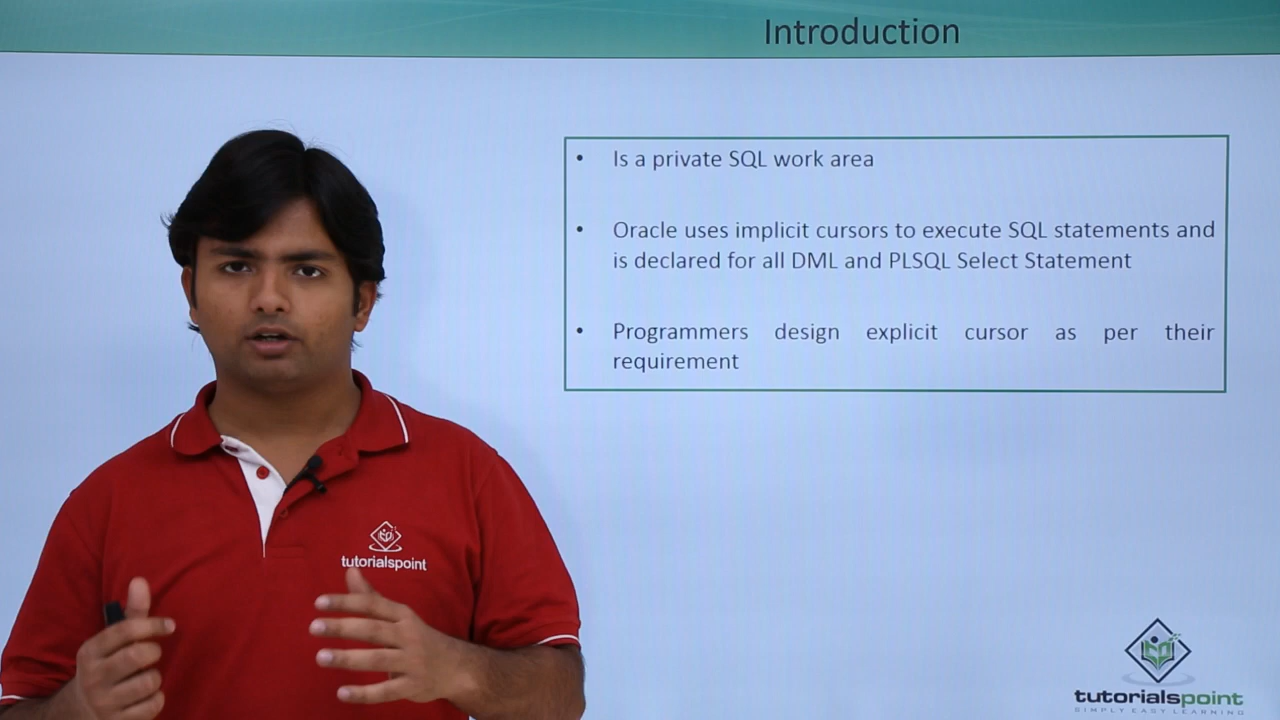 Introduction
• Is a private SQL work area
• Oracle uses implicit cursors to execute SQL statements and
is declared for all DML and PLSQL Select Statement
• Programmers design explicit cursor as per their
requirement
tutorialspoint
tutorialspoint
SIMPLY EASY LEARNING